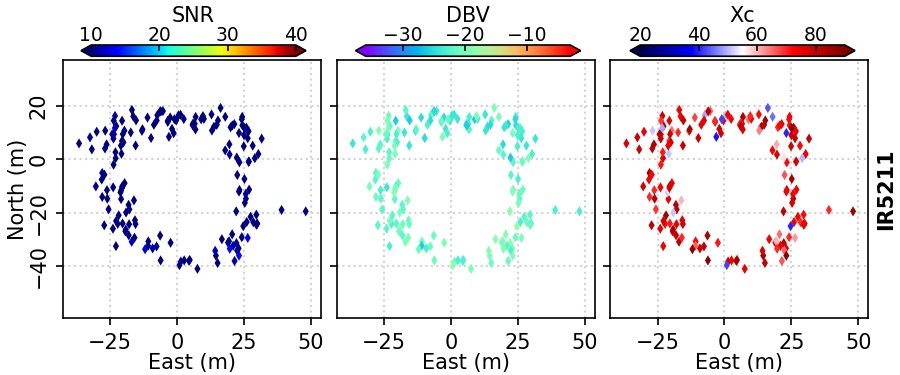 SNR DBV Xc
10 20 30 40 −30 −20 −10 20 40 60 80
North (m)
20
0
−20
−40
−25 0 25 50 −25 0 25 50 −25 0 25 50
East (m) East (m) East (m)
IR5211